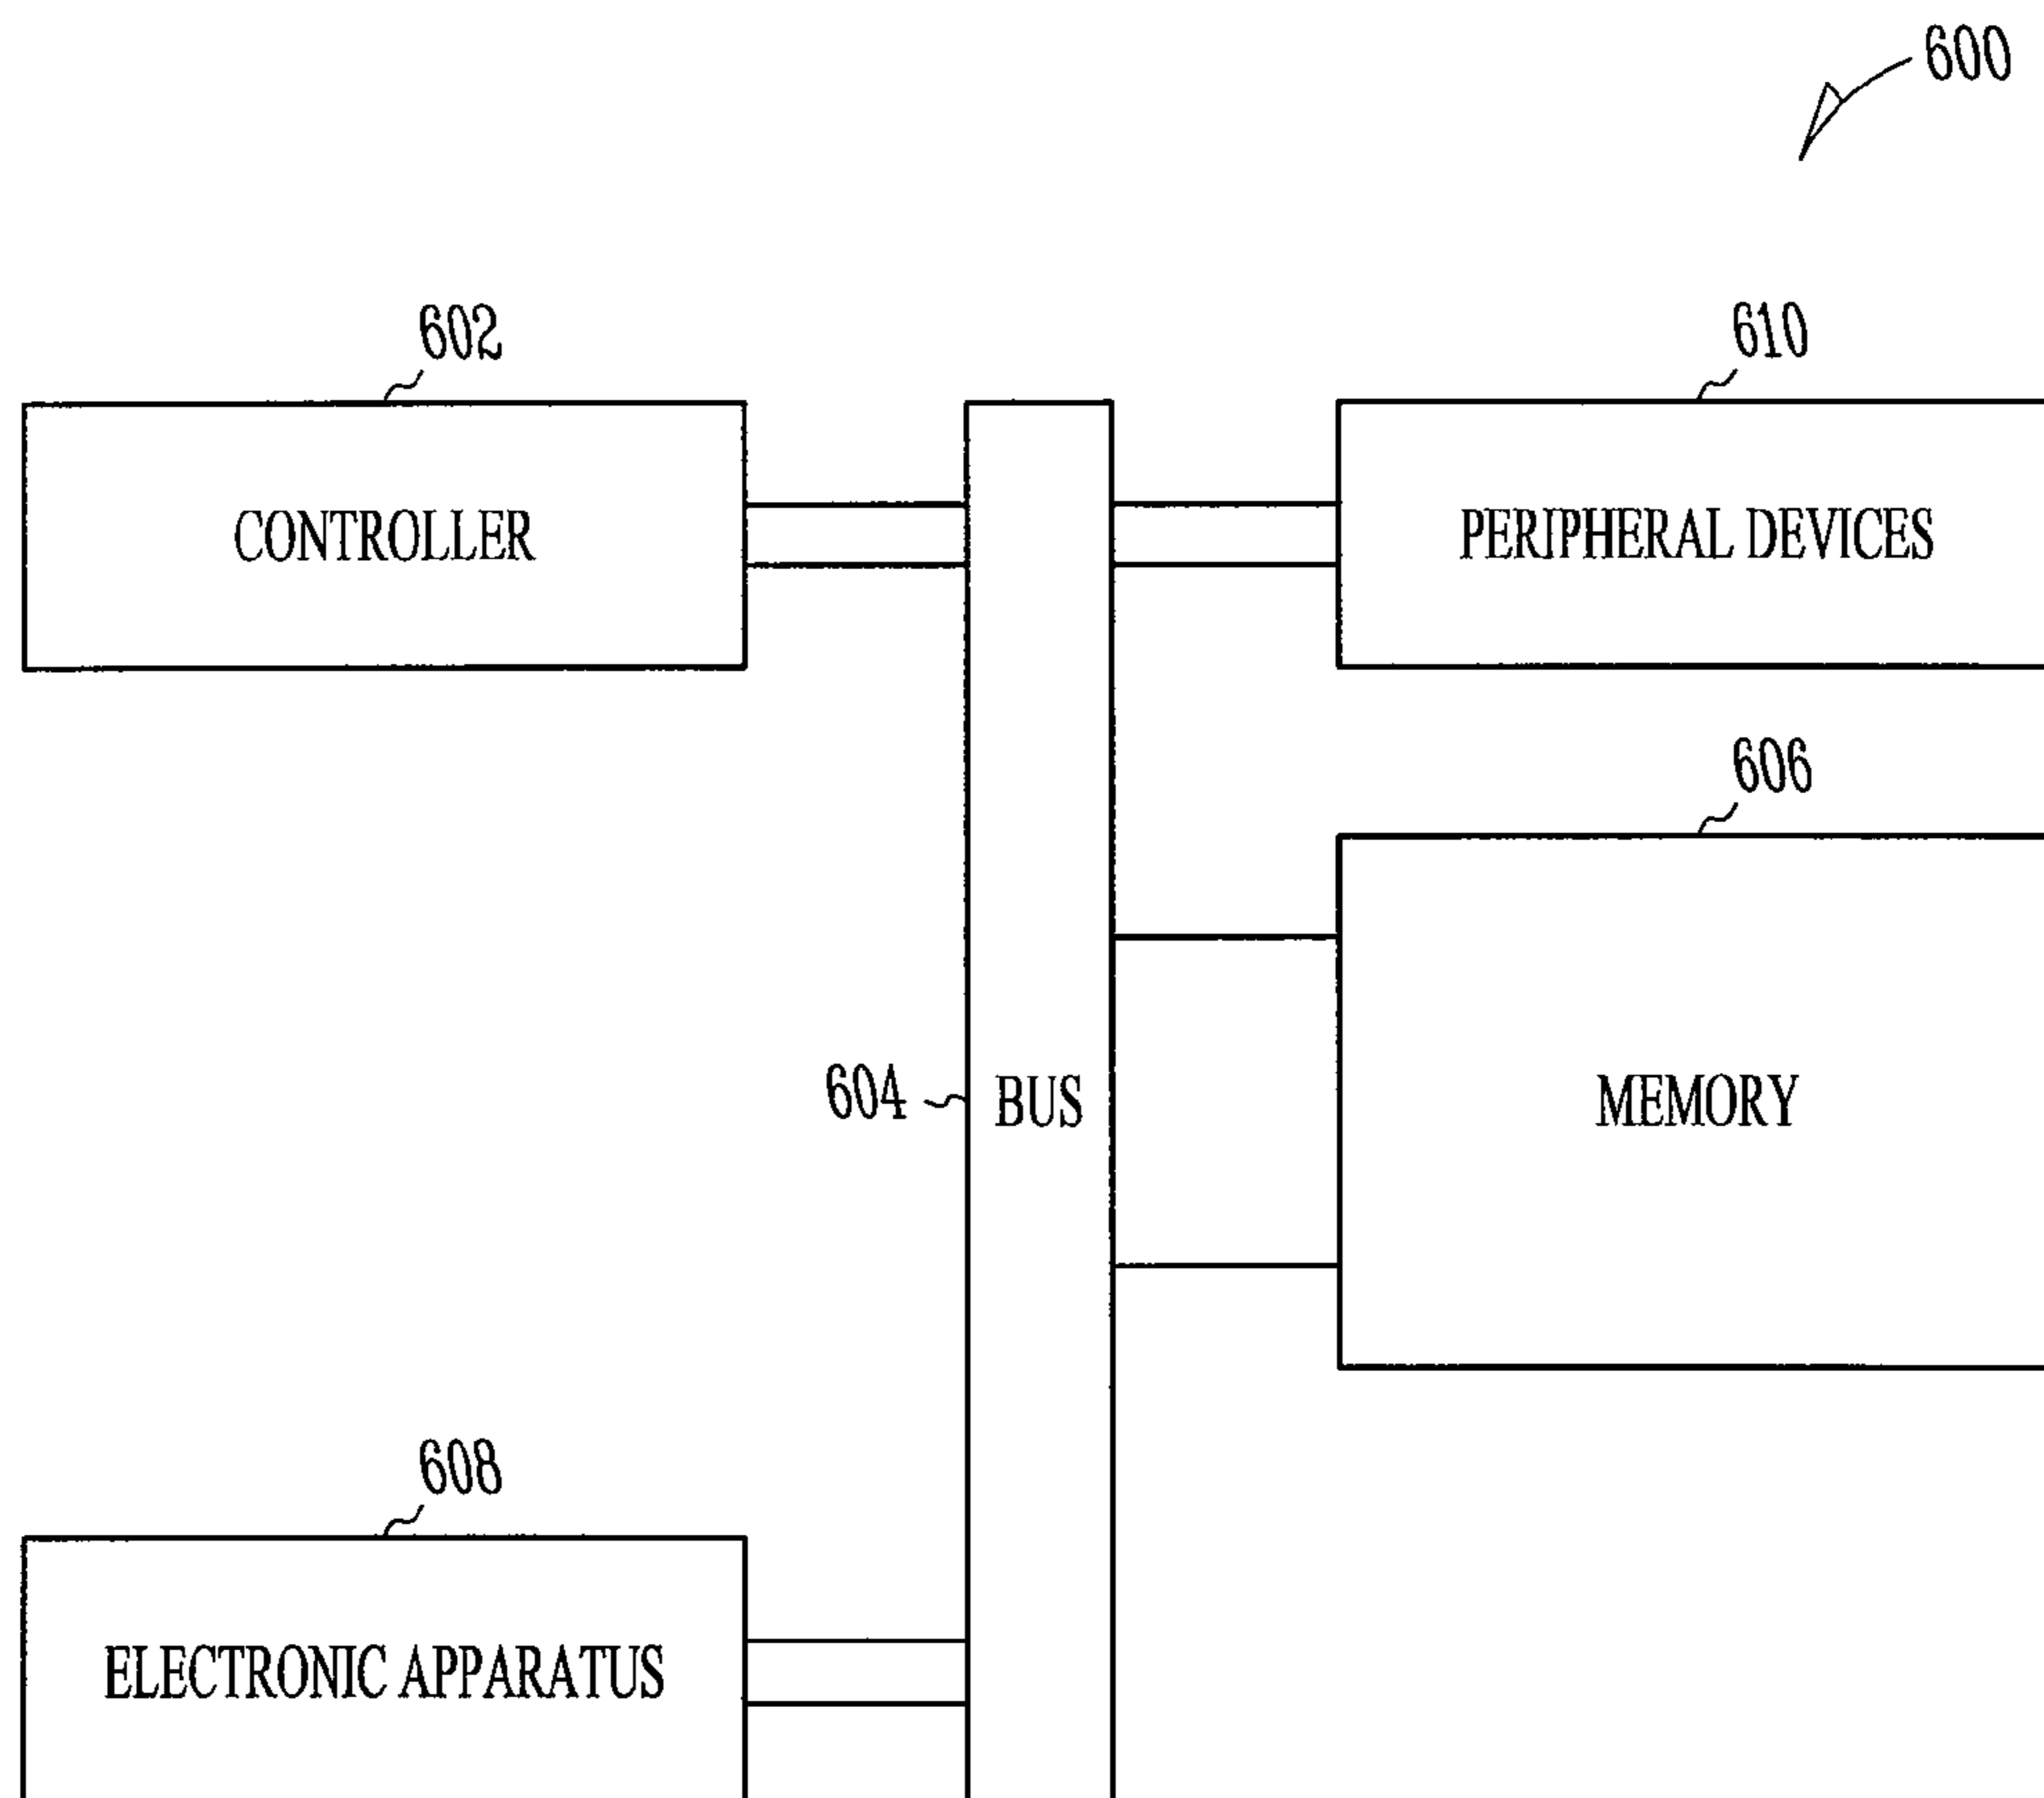 600
602
610
CONTROLLER
PERIPHERAL DEVICES
606
604
BUS
MEMORY
608
ELECTRONIC APPARATUS